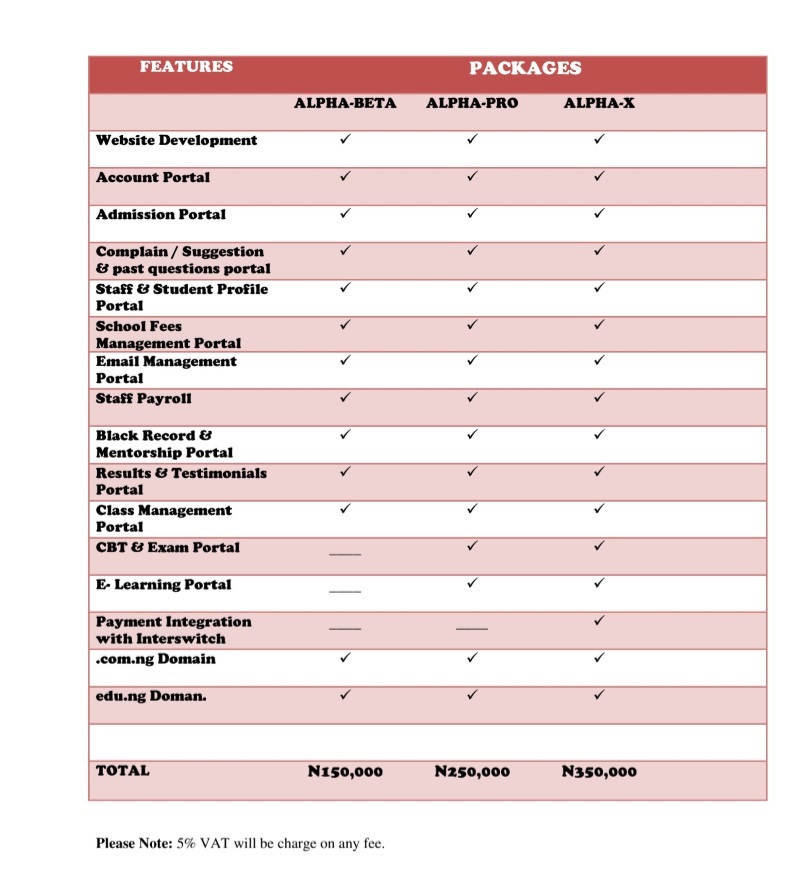 FEATURES PACKAGES
ALPHA-BETA ALPHA-PRO ALPHA-X
Website Development ✓ ✓ ✓
Account Portal ✓ ✓ ✓
Admission Portal ✓ ✓ ✓
Complain / Suggestion ✓ ✓ ✓
& past questions portal
Staff & Student Profile ✓ ✓ ✓
Portal
School Fees ✓ ✓ ✓
Management Portal
Email Management ✓ ✓ ✓
Portal
Staff Payroll ✓ ✓ ✓
Black Record & ✓ ✓ ✓
Mentorship Portal
Results & Testimonials ✓ ✓ ✓
Portal
Class Management ✓ ✓ ✓
Portal
CBT & Exam Portal ____ ✓ ✓
E- Learning Portal ____ ✓ ✓
Payment Integration ____ ____ ✓
with Interswitch
.com.ng Domain ✓ ✓ ✓
edu.ng Doman. ✓ ✓ ✓
TOTAL N150,000 N250,000 N350,000
Please Note: 5% VAT will be charge on any fee.